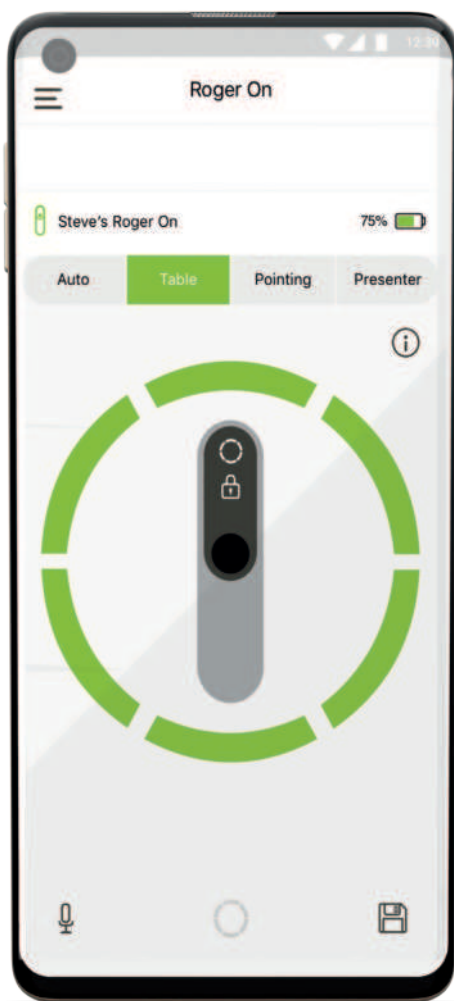 12:30
Roger On
Steve's Roger On 75%
Auto Table Pointing Presenter